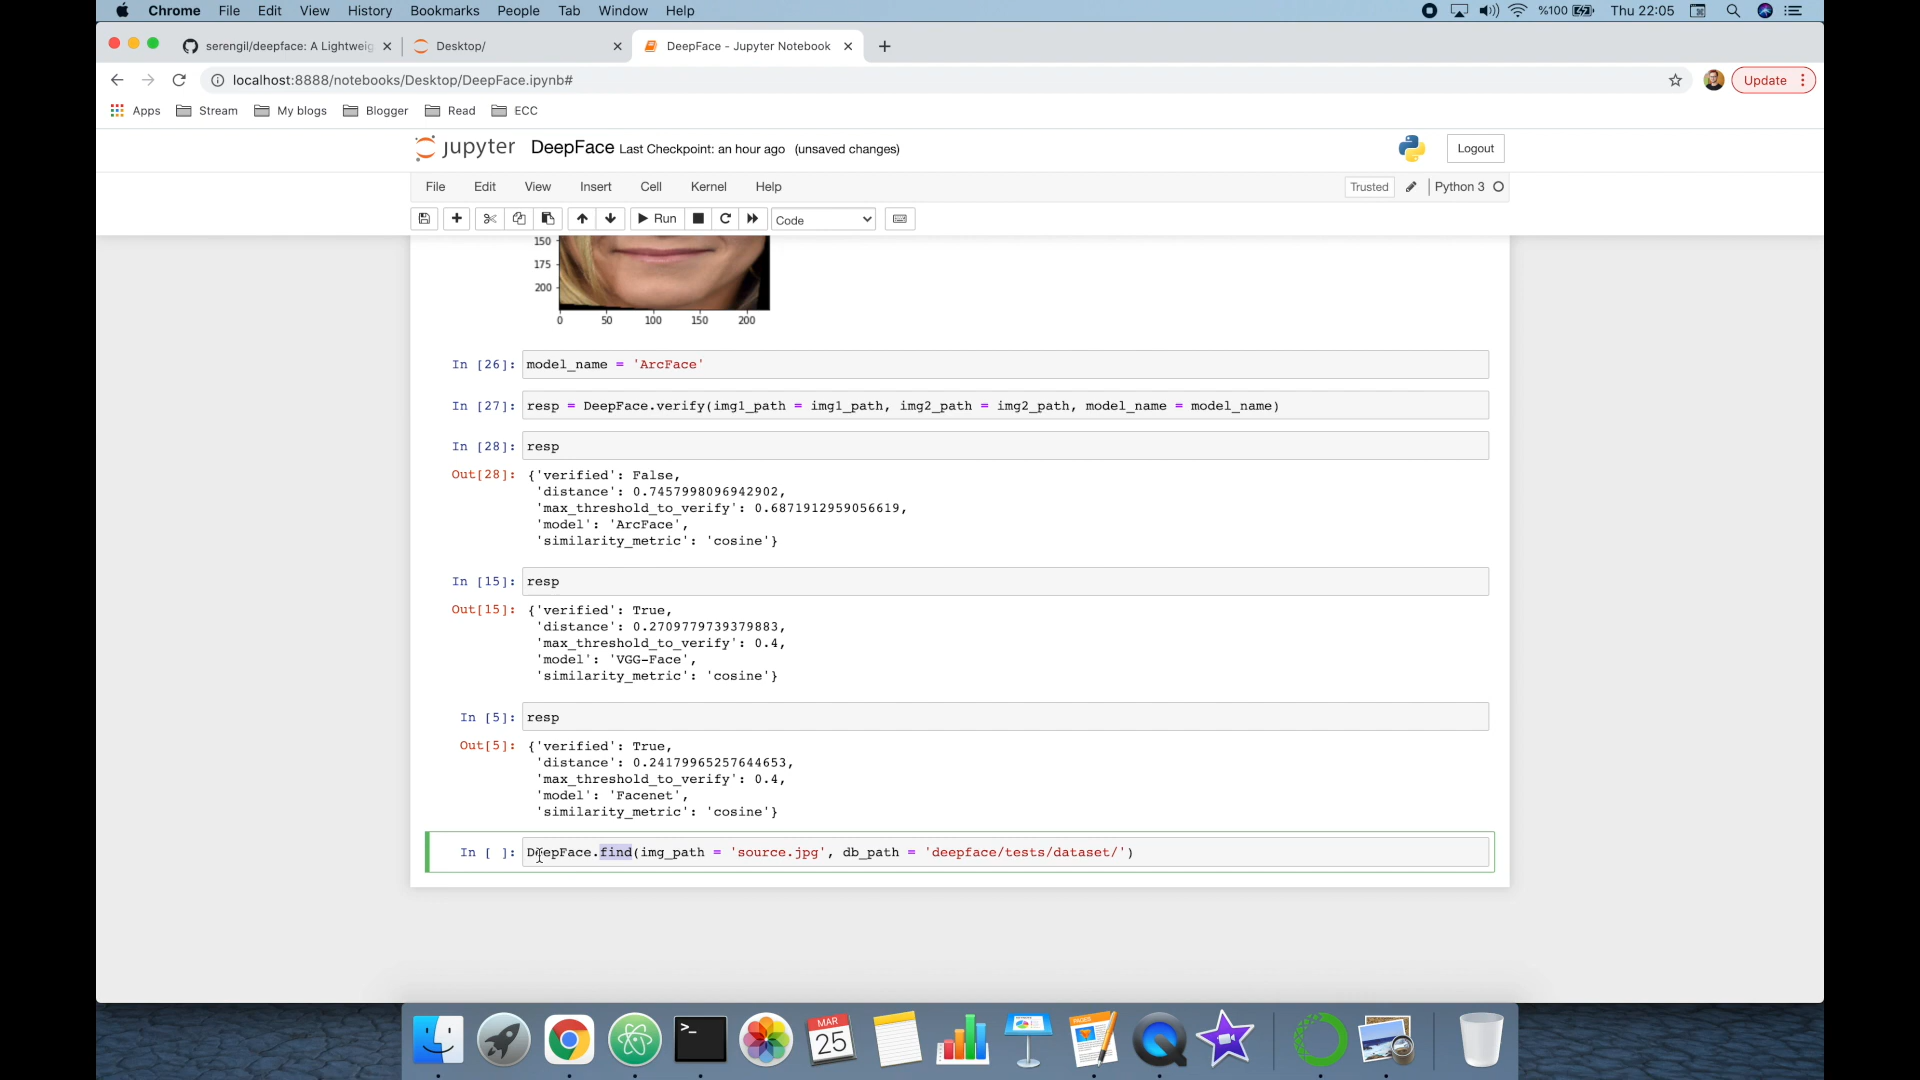 Chrome File Edit View History Bookmarks People Tab Window Help %100 Thu 22:05
serengil/deepface: A Lightweig Desktop/ DeepFace - Jupyter Notebook
localhost:8888/notebooks/Desktop/DeepFace.ipynb# Update
Apps Stream My blogs Blogger Read ECC
jupyter DeepFace Last Checkpoint: an hour ago (unsaved changes) Logout
File Edit View Insert Cell Kernel Help Trusted Python 3
Run Code
150
175
200
0 50 100 150 200
In [26]: model_name = 'ArcFace'
In [27]: resp = DeepFace.verify(img1_path = img1_path, img2_path = img2_path, model_name = model_name)
In [28]: resp
Out[28]: {'verified': False,
'distance': 0.7457998096942902,
'max_threshold_to_verify': 0.6871912959056619,
'model': 'ArcFace',
'similarity_metric': 'cosine'}
In [15]: resp
Out[15]: {'verified': True,
'distance': 0.2709779739379883,
'max_threshold_to_verify': 0.4,
'model': 'VGG-Face',
'similarity_metric': 'cosine'}
In [5]: resp
Out[5]: {'verified': True,
'distance': 0.24179965257644653,
'max_threshold_to_verify': 0.4,
'model': 'Facenet',
'similarity_metric': 'cosine'}
In [ ]: DeepFace.find(img_path = 'source.jpg', db_path = 'deepface/tests/dataset/')
MAR
25
PAGES